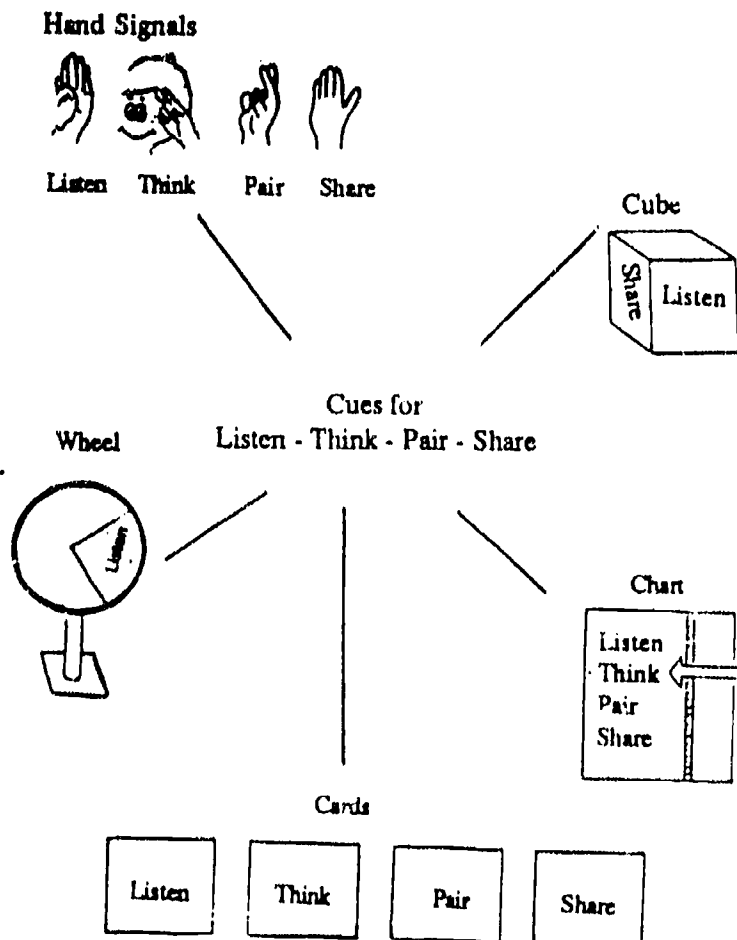 Hand Signals
Listen Think Pair Share
Cube
Share
Listen
Cues for
Listen - Think - Pair - Share
Wheel
Listen
Chart
Listen
Think
Pair
Share
Cards
Listen Think Pair Share